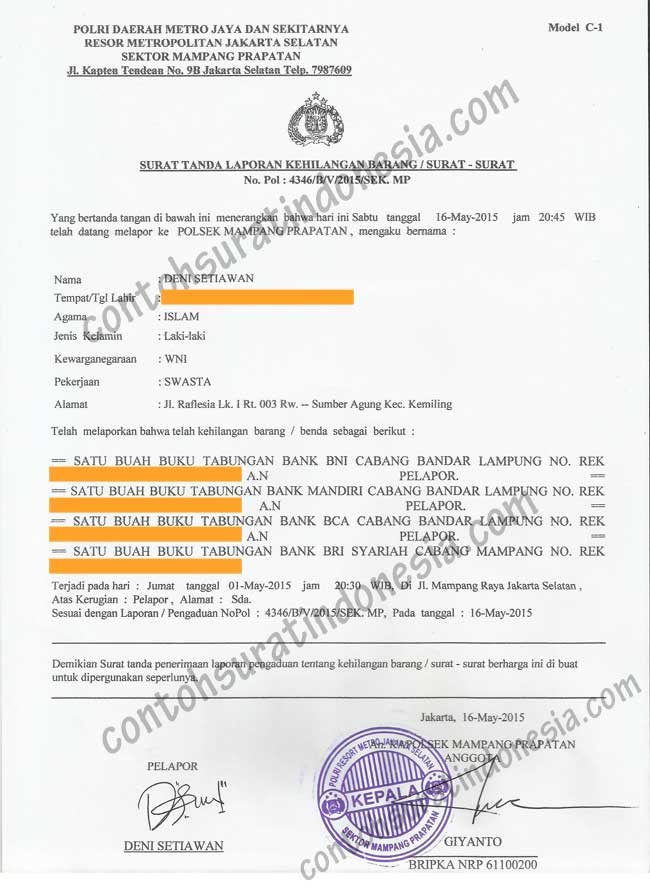 POLRI DAERAH METRO JAYA DAN SEKITARNYA
RESOR METROPOLITAN JAKARTA SELATAN
SEKTOR MAMPANG PRAPATAN
Jl. Kapten Tendean No. 9B Jakarta Selatan Telp. 7987609
Model C-1
SURAT TANDA LAPORAN KEHILANGAN BARANG / SURAT - SURAT
No. Pol : 4346/B/V/2015/SEK. MP
Yang bertanda tangan di bawah ini menerangkan bahwa hari ini Sabtu tanggal 16-May-2015 jam 20:45 WIB
telah datang melapor ke POLSEK MAMPANG PRAPATAN , mengaku bernama :
Nama : DENI SETIAWAN
Tempat/Tgl Lahir :
Agama : ISLAM
Jenis Kelamin : Laki-laki
Kewarganegaraan : WNI
Pekerjaan : SWASTA
Alamat : Jl. Raflesia Lk. I Rt. 003 Rw. -- Sumber Agung Kec. Kemiling
Telah melaporkan bahwa telah kehilangan barang / benda sebagai berikut :
== SATU BUAH BUKU TABUNGAN BANK BNI CABANG BANDAR LAMPUNG NO. REK
A.N PELAPOR. ==
== SATU BUAH BUKU TABUNGAN BANK MANDIRI CABANG BANDAR LAMPUNG NO. REK
A.N PELAPOR. ==
== SATU BUAH BUKU TABUNGAN BANK BCA CABANG BANDAR LAMPUNG NO. REK
A.N PELAPOR. ==
== SATU BUAH BUKU TABUNGAN BANK BRI SYARIAH CABANG MAMPANG NO. REK
Terjadi pada hari : Jumat tanggal 01-May-2015 jam 20:30 WIB, Di Jl. Mampang Raya Jakarta Selatan ,
Atas Kerugian : Pelapor , Alamat : Sda.
Sesuai dengan Laporan / Pengaduan NoPol : 4346/B/V/2015/SEK. MP, Pada tanggal : 16-May-2015
Demikian Surat tanda penerimaan laporan pengaduan tentang kehilangan barang / surat - surat berharga ini di buat
untuk dipergunakan seperlunya.
Jakarta, 16-May-2015
An. KAPOLSEK MAMPANG PRAPATAN
ANGGOTA
PELAPOR
DENI SETIAWAN
POLRI RESORT METRO JAKARTA SELATAN
KEPALA
SEKTOR MAMPANG PRAPATAN
GIYANTO
BRIPKA NRP 61100200
contohsuratindonesia.com
contohsuratindonesia.com
contohsuratindonesia.com